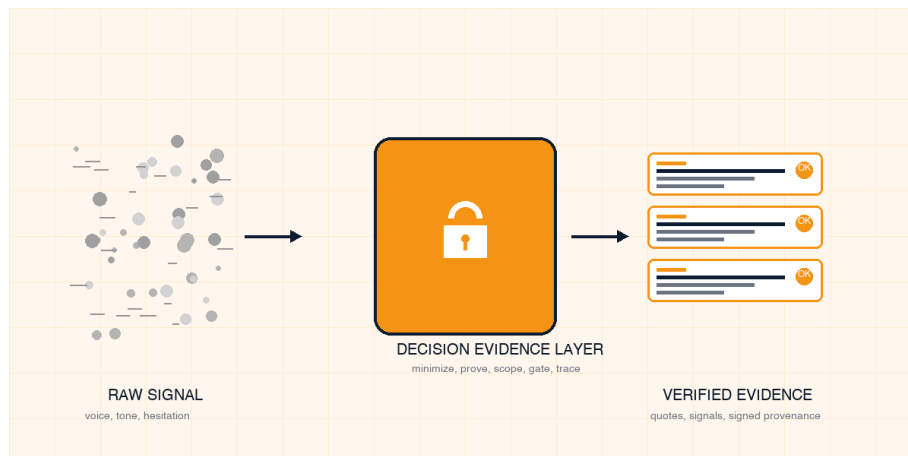 OK
OK
OK
DECISION EVIDENCE LAYER
minimize, prove, scope, gate, trace
RAW SIGNAL
voice, tone, hesitation
VERIFIED EVIDENCE
quotes, signals, signed provenance